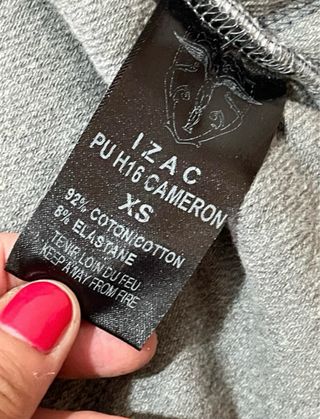 IZAC
PU H16 CAMERON
XS
92% COTON/COTTON
8% ELASTANE
TENIR LOIN DU FEU
KEEP AWAY FROM FIRE